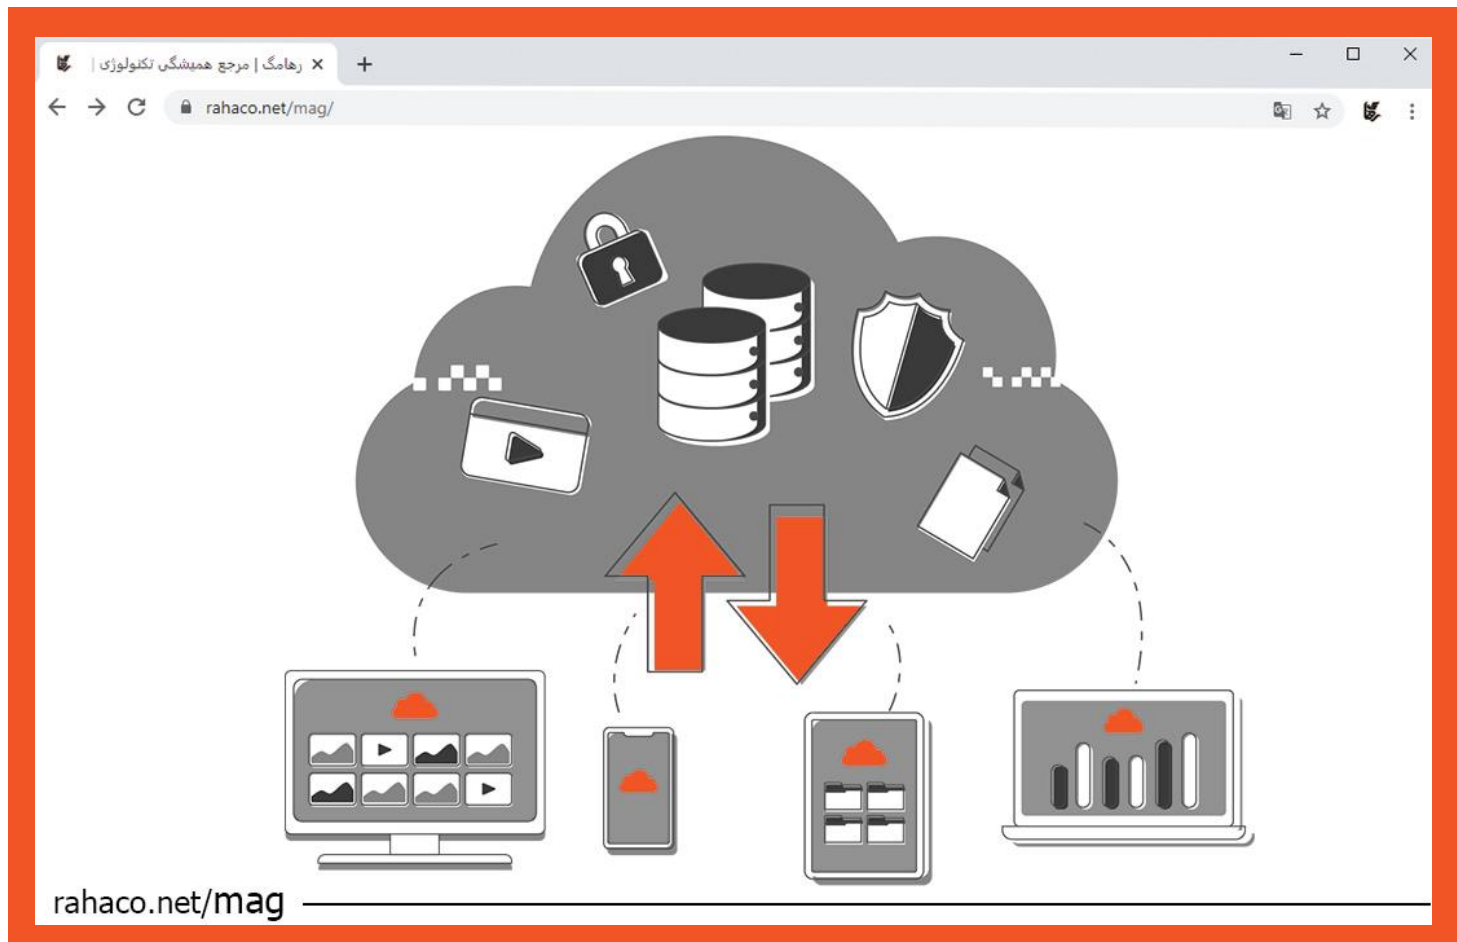 رهامگ | مرجع همیشگی تکنولوژی |
rahaco.net/mag/
rahaco.net/mag